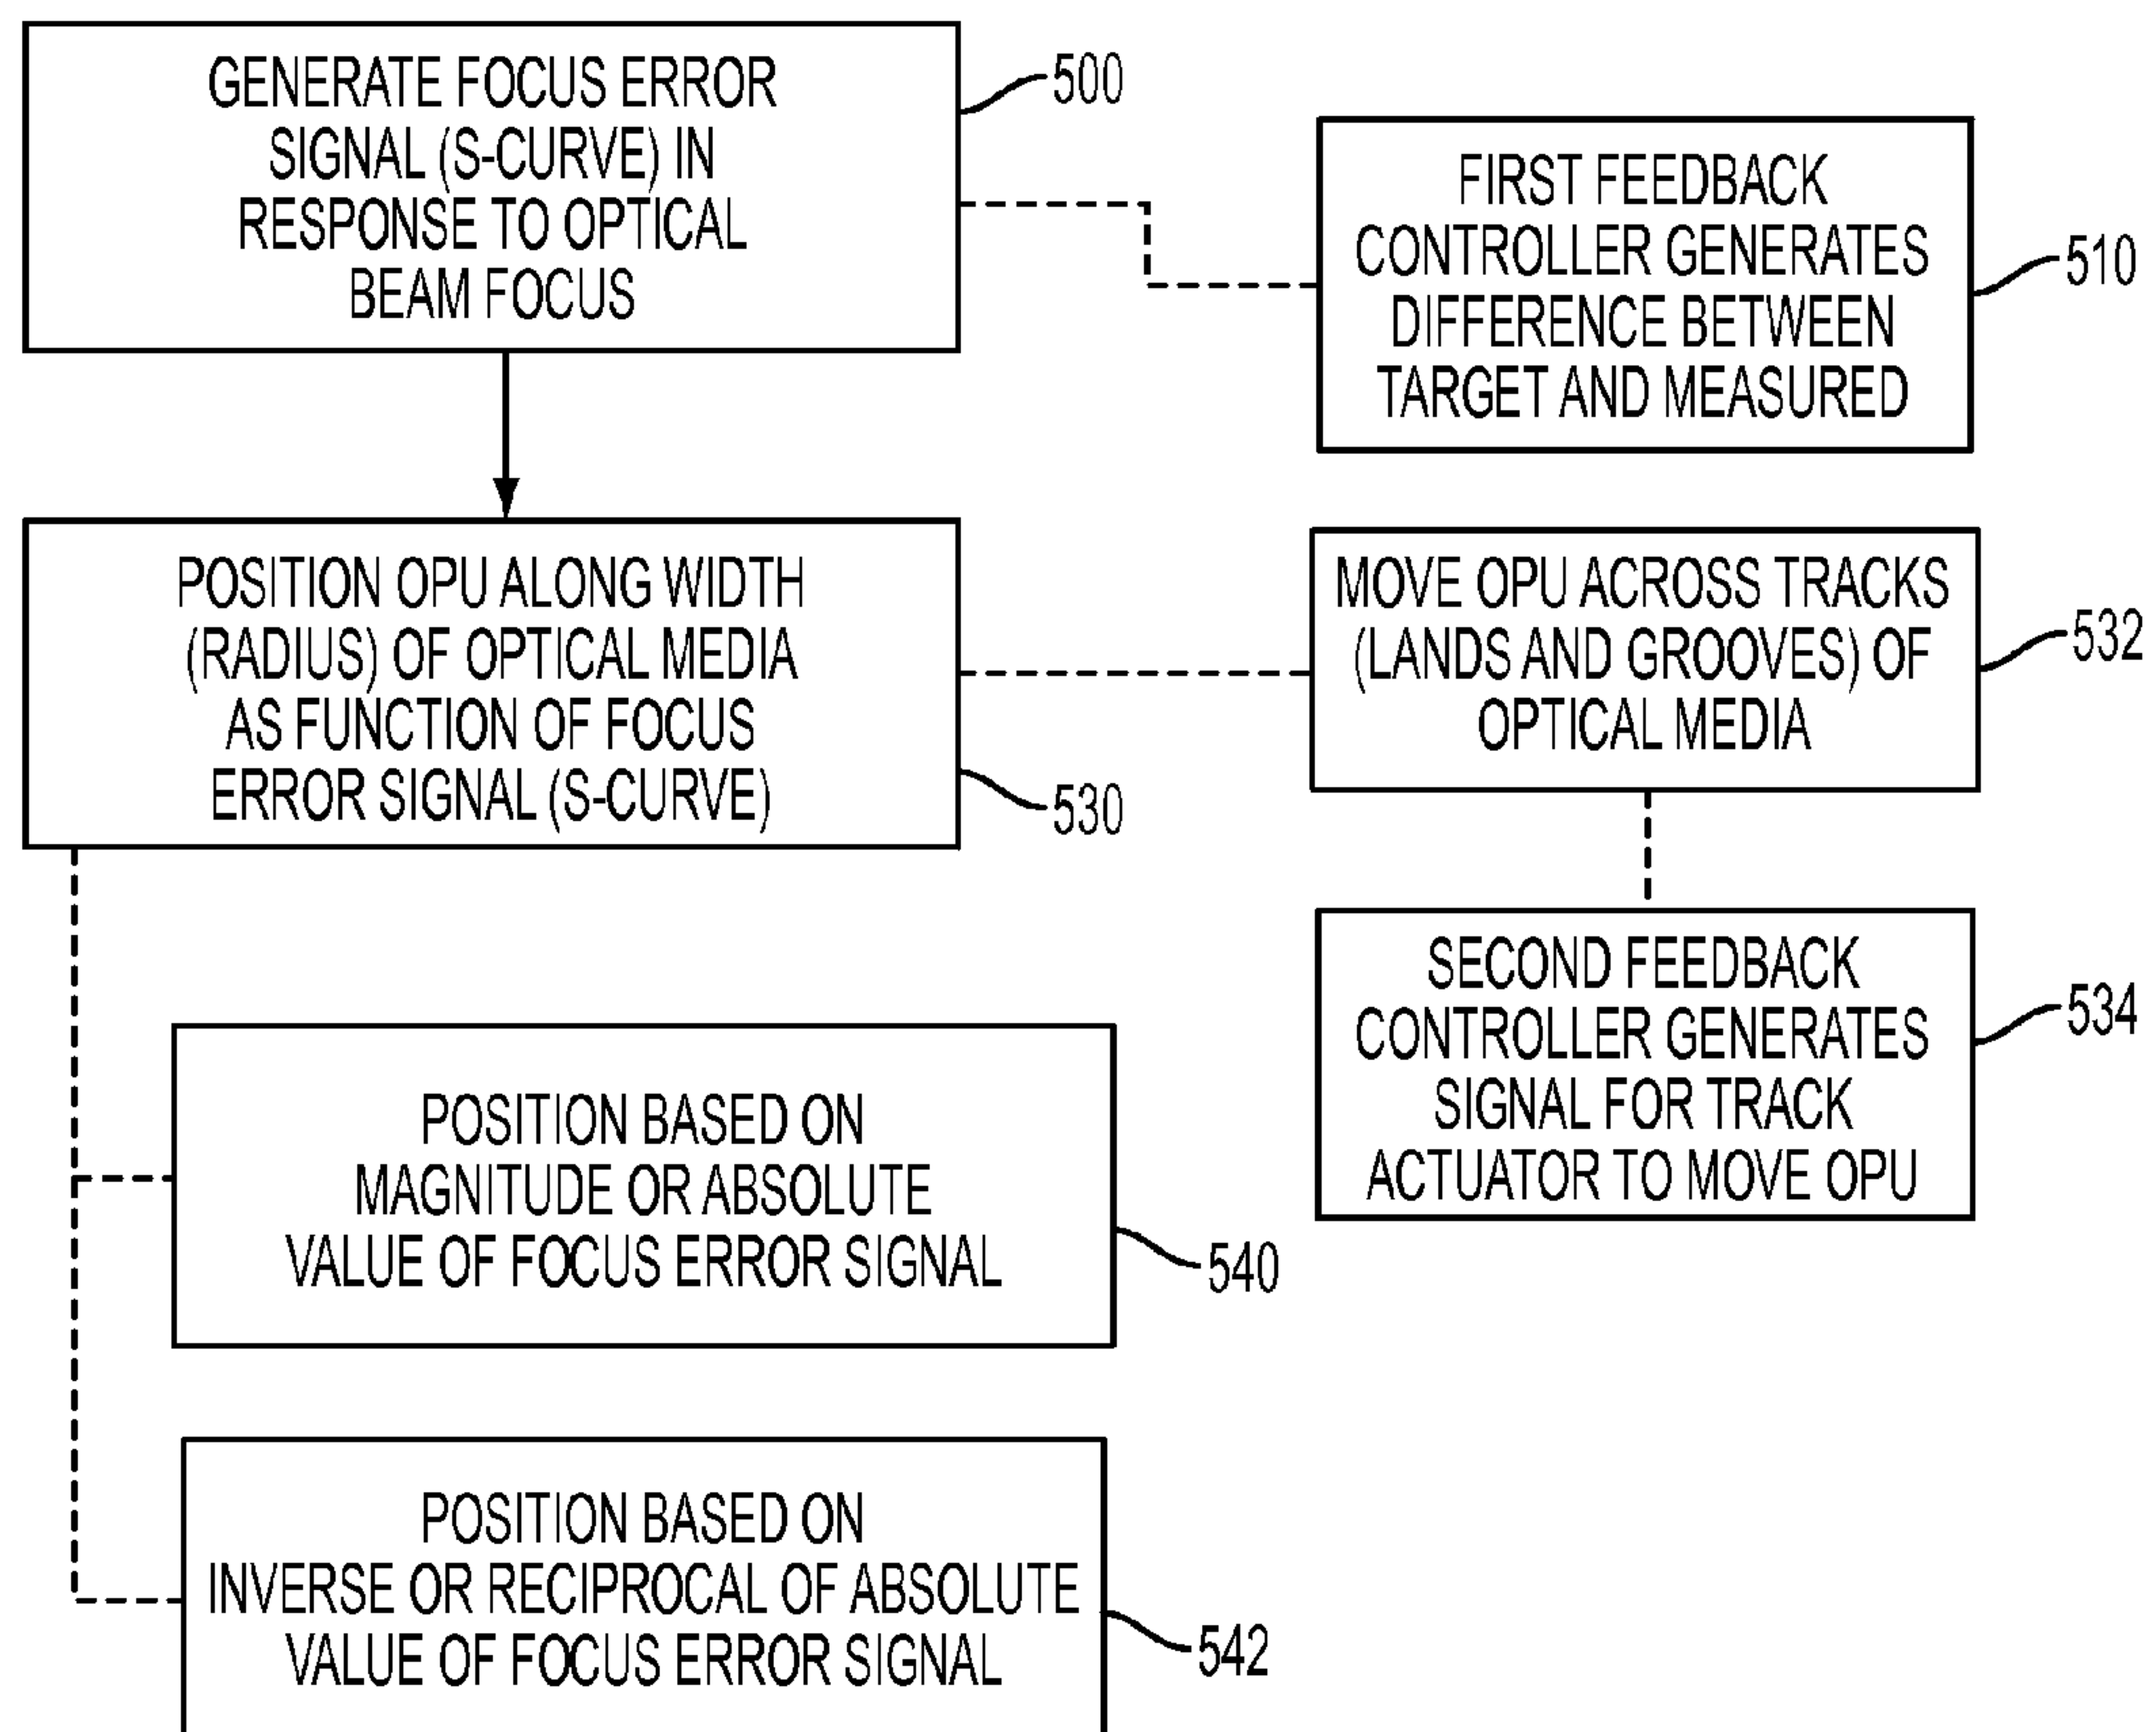 GENERATE FOCUS ERROR
SIGNAL (S-CURVE) IN
RESPONSE TO OPTICAL
BEAM FOCUS
500
FIRST FEEDBACK
CONTROLLER GENERATES
DIFFERENCE BETWEEN
TARGET AND MEASURED
510
POSITION OPU ALONG WIDTH
(RADIUS) OF OPTICAL MEDIA
AS FUNCTION OF FOCUS
ERROR SIGNAL (S-CURVE)
530
MOVE OPU ACROSS TRACKS
(LANDS AND GROOVES) OF
OPTICAL MEDIA
532
SECOND FEEDBACK
CONTROLLER GENERATES
SIGNAL FOR TRACK
ACTUATOR TO MOVE OPU
534
POSITION BASED ON
MAGNITUDE OR ABSOLUTE
VALUE OF FOCUS ERROR SIGNAL
540
POSITION BASED ON
INVERSE OR RECIPROCAL OF ABSOLUTE
VALUE OF FOCUS ERROR SIGNAL
542